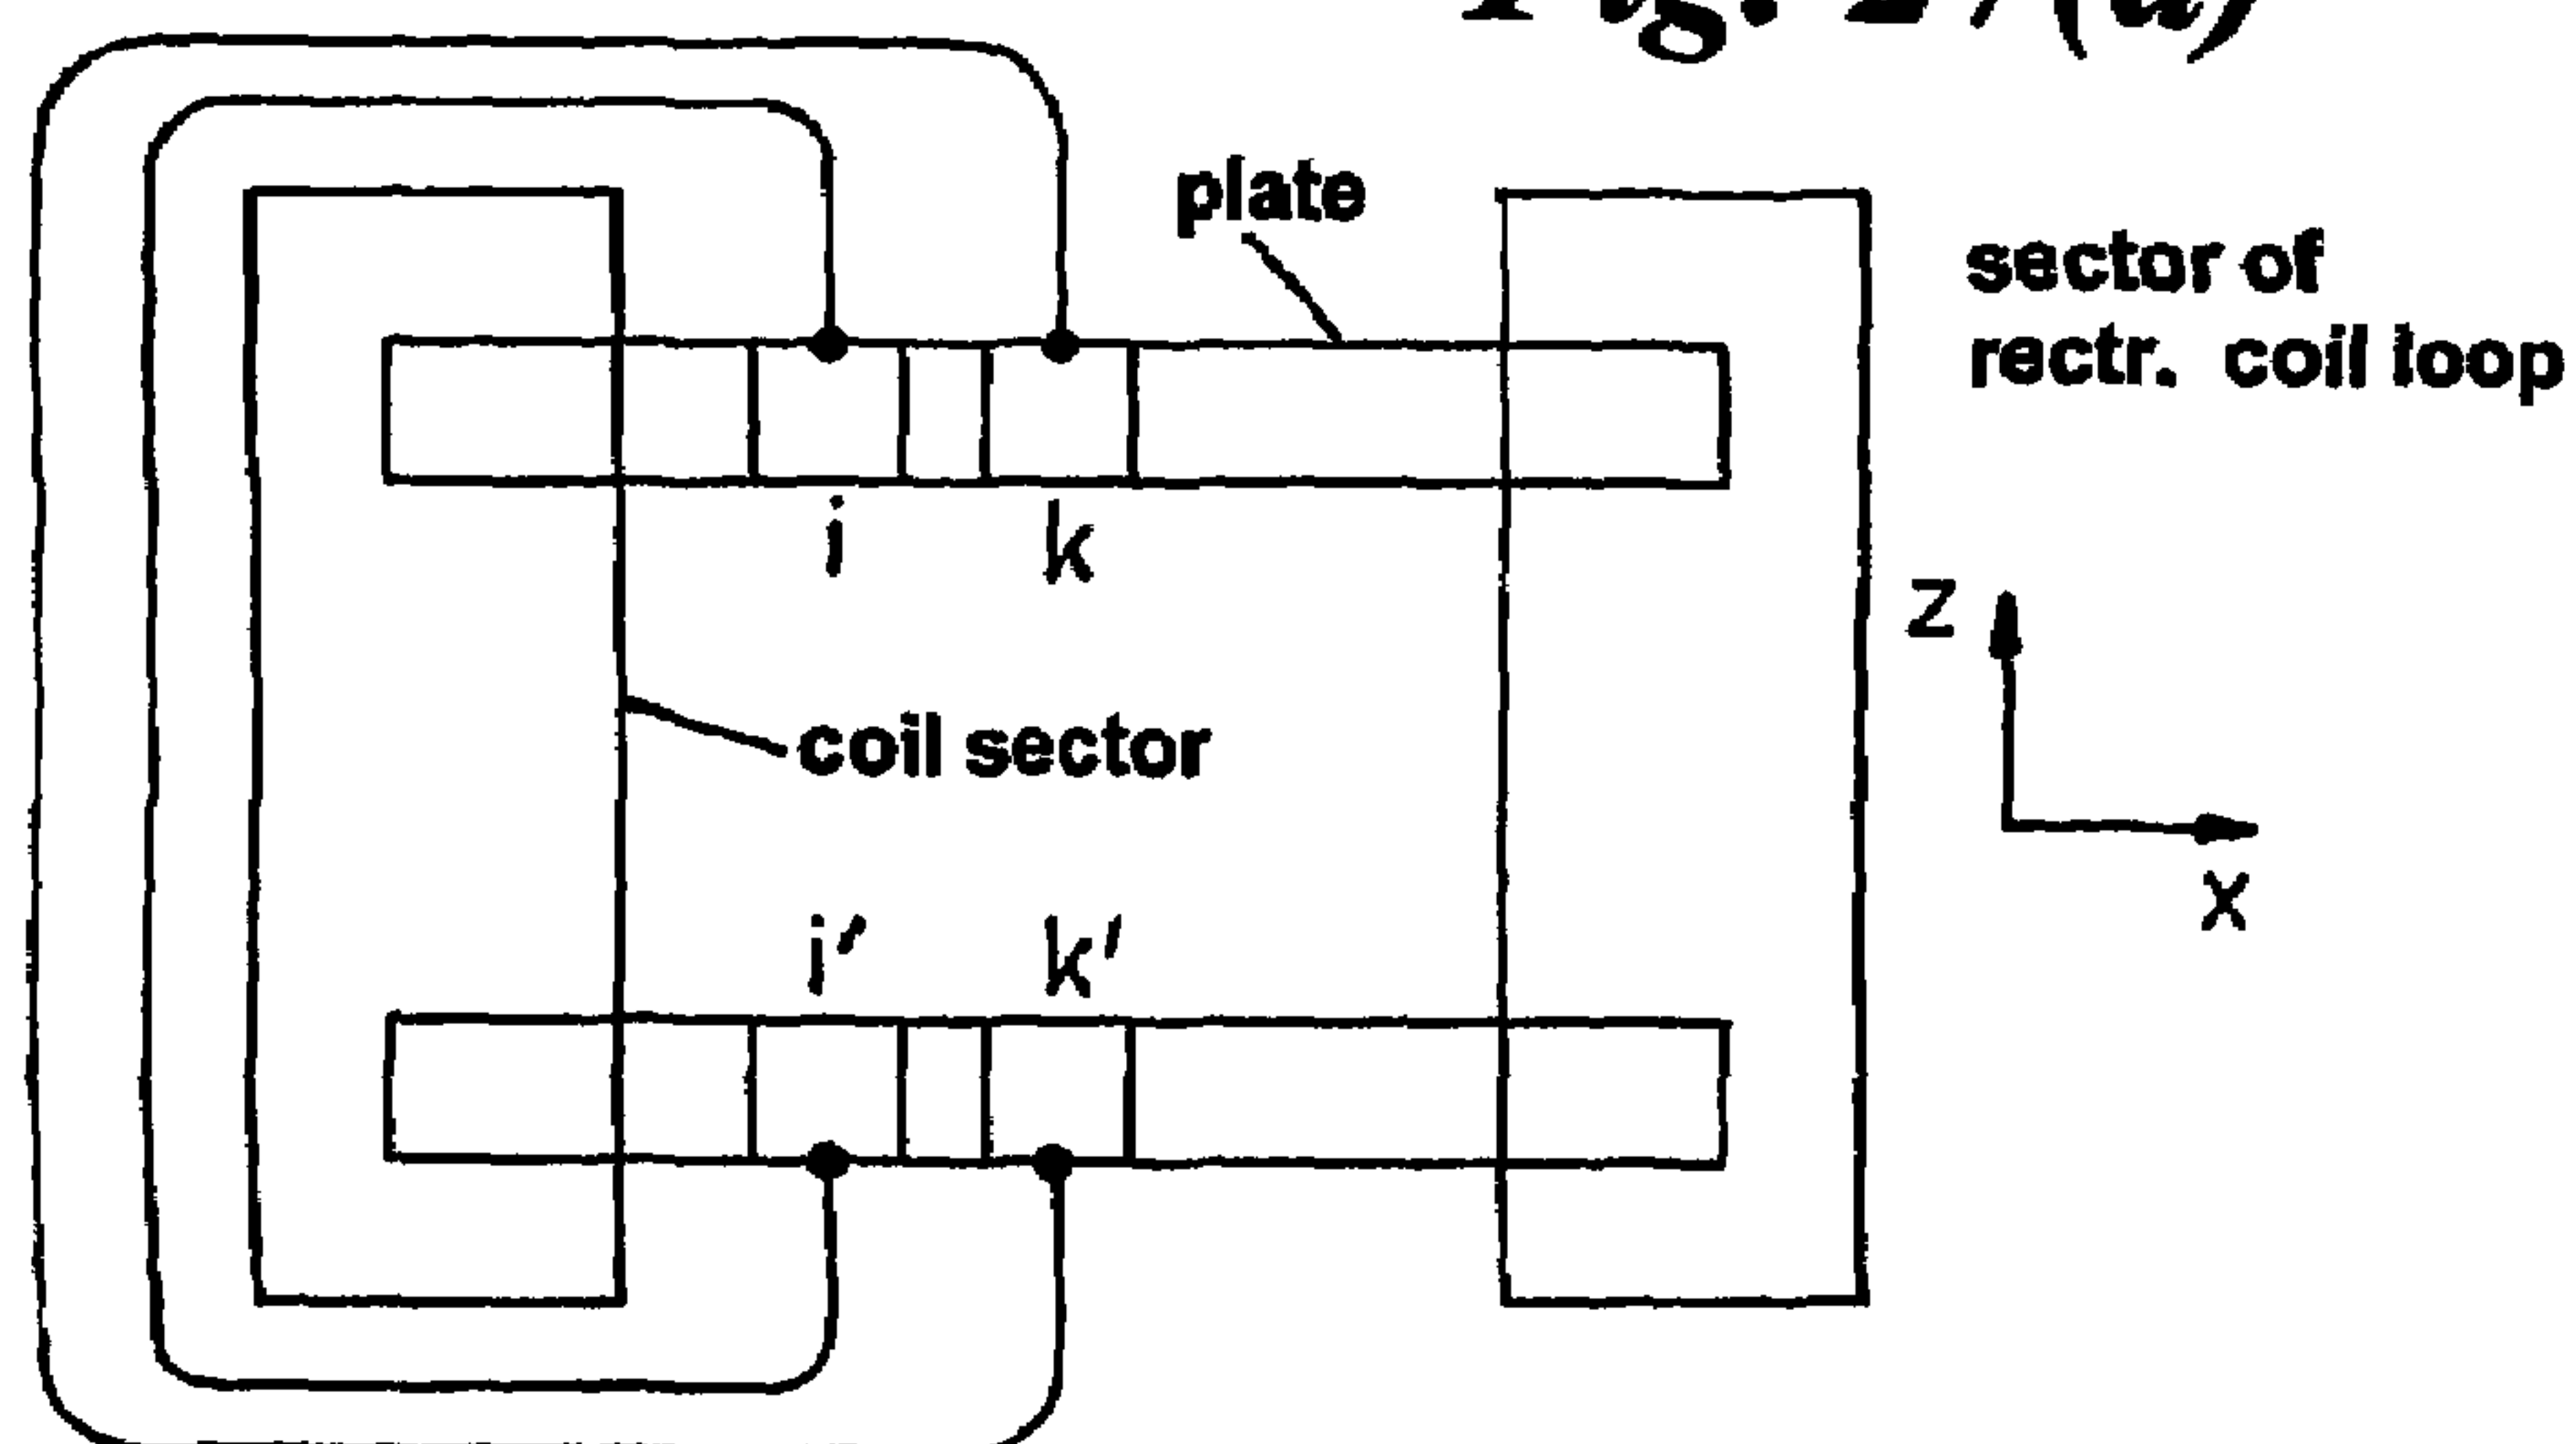 plate
sector of
rectr. coil loop
i
k
z
coil sector
x
i′
k′